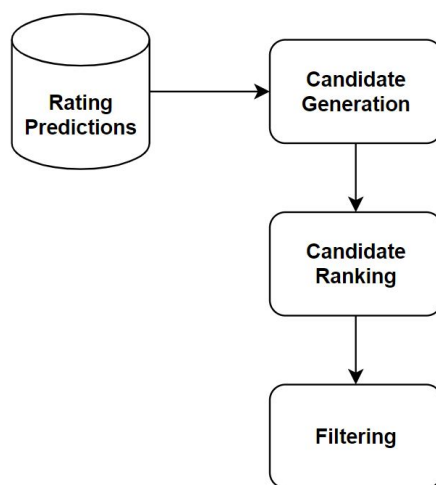 Rating
Predictions
Candidate
Generation
Candidate
Ranking
Filtering